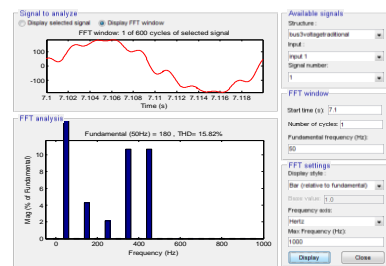 Signal to analyze
Display selected signal Display FFT window
FFT window: 1 of 600 cycles of selected signal
100
0
-100
7.1 7.102 7.104 7.106 7.108 7.11 7.112 7.114 7.116 7.118
Time (s)
FFT analysis
Fundamental (50Hz) = 180 , THD= 15.82%
Mag (% of Fundamental)
10
8
6
4
2
0
0 200 400 600 800 1000
Frequency (Hz)
Available signals
Structure :
bus3voltagetraditional
Input :
input 1
Signal number:
1
FFT window
Start time (s): 7.1
Number of cycles: 1
Fundamental frequency (Hz):
50
FFT settings
Display style :
Bar (relative to fundamental)
Base value: 1.0
Frequency axis:
Hertz
Max Frequency (Hz):
1000
Display Close